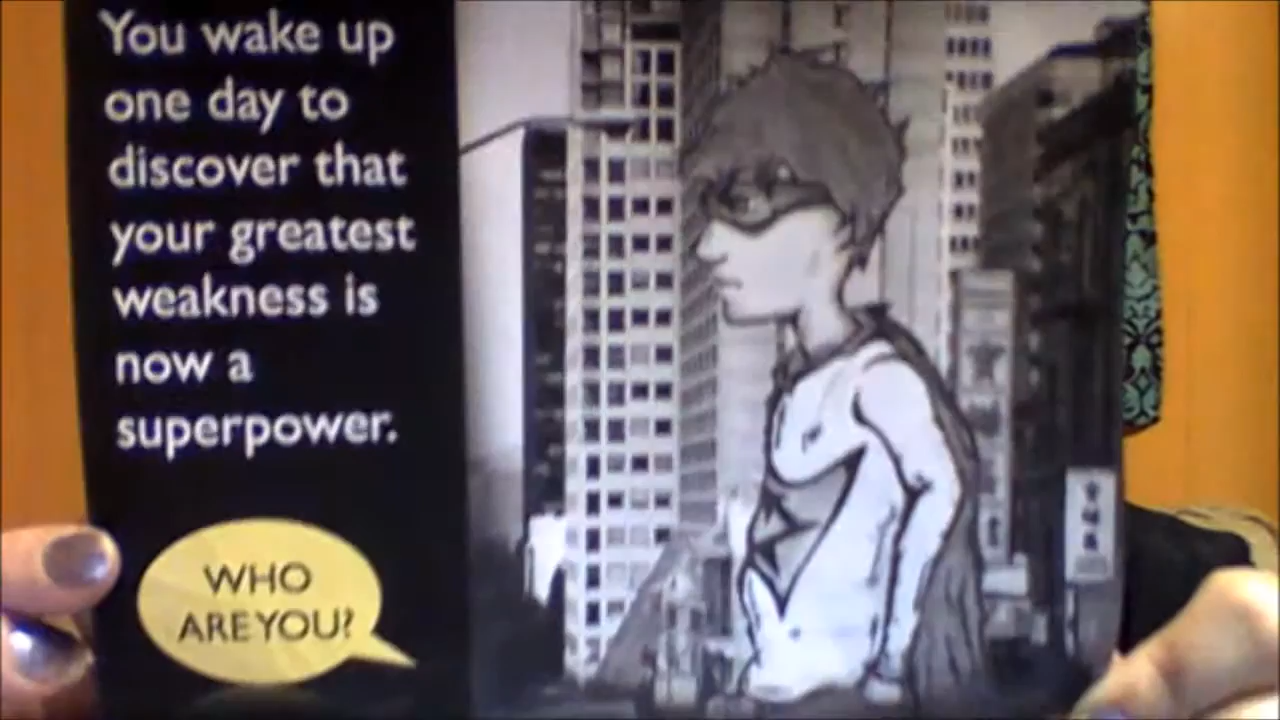 You wake up
one day to
discover that
your greatest
weakness is
now a
superpower.
WHO
ARE YOU?